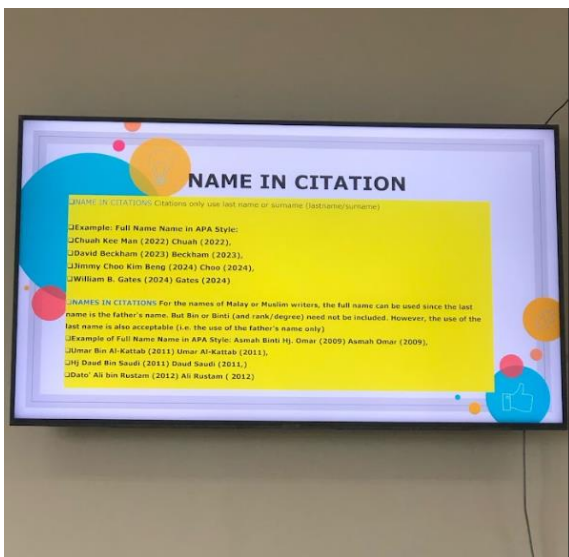 NAME IN CITATION
❑NAME IN CITATIONS Citations only use last name or surname (lastname/surname)
❑Example: Full Name Name in APA Style:
❑Chuah Kee Man (2022) Chuah (2022),
❑David Beckham (2023) Beckham (2023),
❑Jimmy Choo Kim Beng (2024) Choo (2024),
❑William B. Gates (2024) Gates (2024)
❑NAMES IN CITATIONS For the names of Malay or Muslim writers, the full name can be used since the last
name is the father's name. But Bin or Binti (and rank/degree) need not be included. However, the use of the
last name is also acceptable (i.e. the use of the father's name only)
❑Example of Full Name Name in APA Style: Asmah Binti Hj. Omar (2009) Asmah Omar (2009),
❑Umar Bin Al-Kattab (2011) Umar Al-Kattab (2011),
❑Hj Daud Bin Saudi (2011) Daud Saudi (2011,)
❑Dato' Ali bin Rustam (2012) Ali Rustam ( 2012)